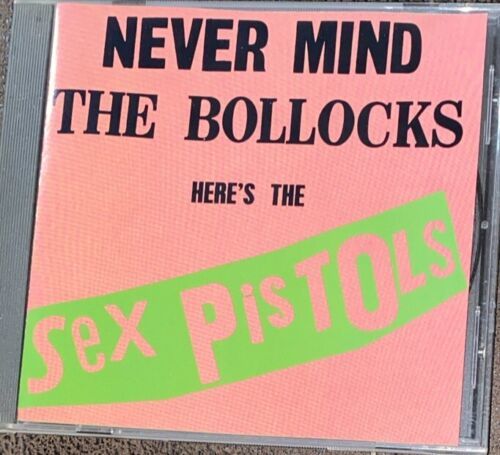 NEVER MIND
THE BOLLOCKS
HERE'S THE
Sex PisTOLs